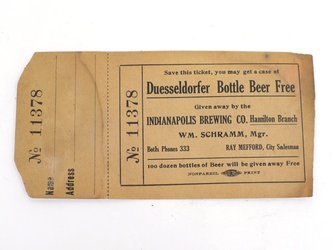 Save this ticket, you may get a case of
Duesseldorfer Bottle Beer Free
Given away by the
INDIANAPOLIS BREWING CO. Hamilton Branch
WM. SCHRAMM, Mgr.
Both Phones 333 RAY MEFFORD, City Salesman
100 dozen bottles of Beer will be given away Free
NONPAREIL PRINT
No 11378
No 11378
Name
Address